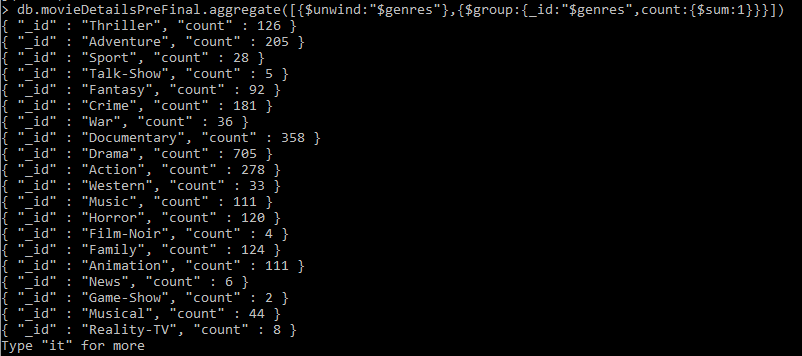 > db.movieDetailsPreFinal.aggregate([{$unwind:"$genres"},{$group:{_id:"$genres",count:{$sum:1}}}])
{ "_id" : "Thriller", "count" : 126 }
{ "_id" : "Adventure", "count" : 205 }
{ "_id" : "Sport", "count" : 28 }
{ "_id" : "Talk-Show", "count" : 5 }
{ "_id" : "Fantasy", "count" : 92 }
{ "_id" : "Crime", "count" : 181 }
{ "_id" : "War", "count" : 36 }
{ "_id" : "Documentary", "count" : 358 }
{ "_id" : "Drama", "count" : 705 }
{ "_id" : "Action", "count" : 278 }
{ "_id" : "Western", "count" : 33 }
{ "_id" : "Music", "count" : 111 }
{ "_id" : "Horror", "count" : 120 }
{ "_id" : "Film-Noir", "count" : 4 }
{ "_id" : "Family", "count" : 124 }
{ "_id" : "Animation", "count" : 111 }
{ "_id" : "News", "count" : 6 }
{ "_id" : "Game-Show", "count" : 2 }
{ "_id" : "Musical", "count" : 44 }
{ "_id" : "Reality-TV", "count" : 8 }
Type "it" for more